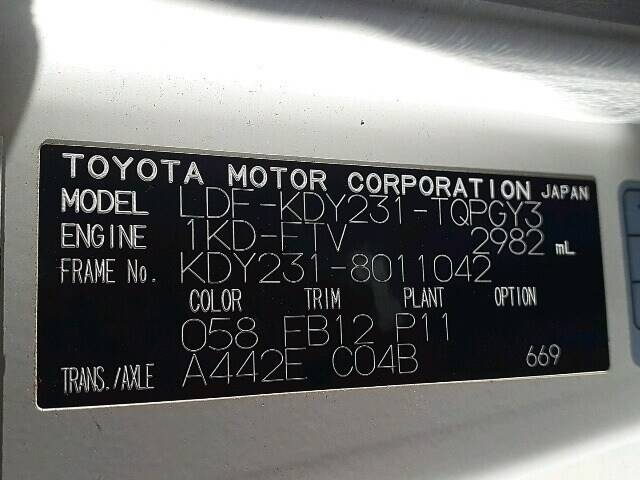 TOYOTA MOTOR CORPORATION JAPAN
MODEL LDF-KDY231-TQPGY3
ENGINE 1KD-FTV 2982 mL
FRAME No. KDY231-8011042
COLOR TRIM PLANT OPTION
058 FB12 P11
TRANS./AXLE A442E C04B 669